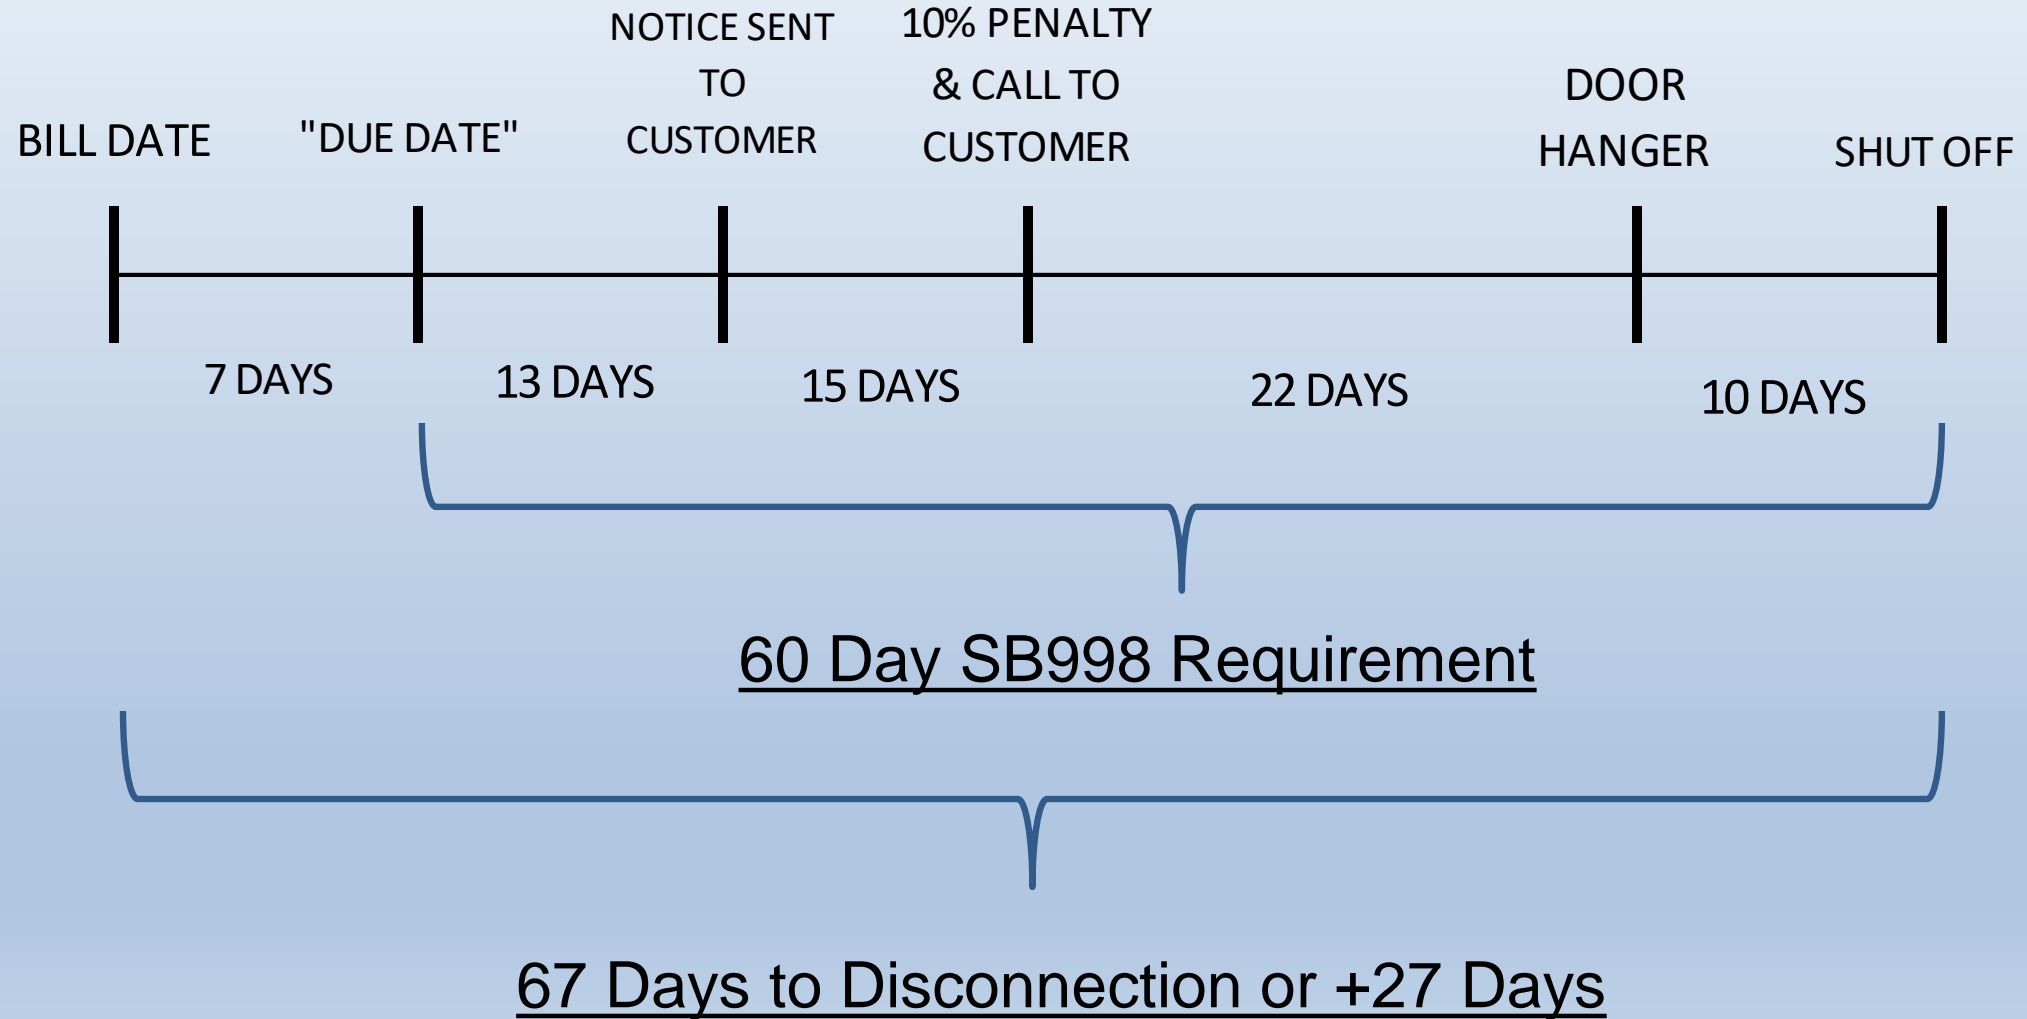 BILL DATE
"DUE DATE"
NOTICE SENT
TO
CUSTOMER
10% PENALTY
& CALL TO
CUSTOMER
DOOR
HANGER
SHUT OFF
7 DAYS
13 DAYS
15 DAYS
22 DAYS
10 DAYS
60 Day SB998 Requirement
67 Days to Disconnection or +27 Days